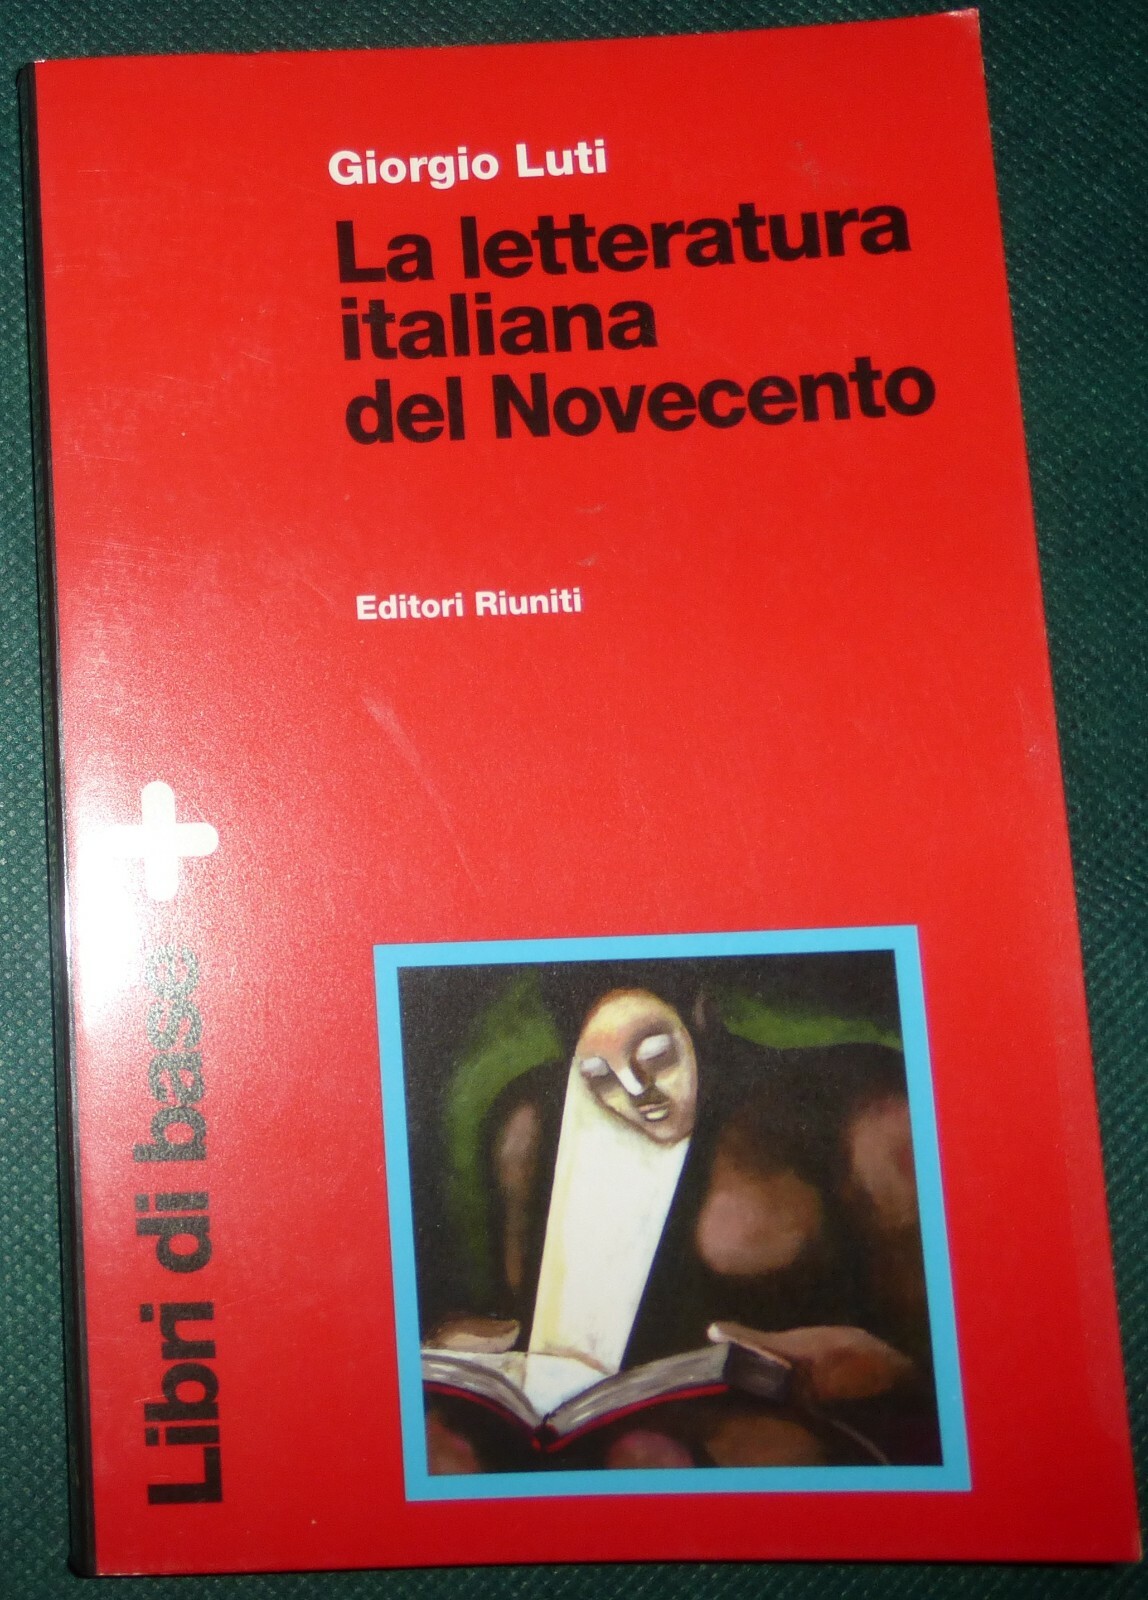 Giorgio Luti
La letteratura
italiana
del Novecento
Editori Riuniti
Libri di base +